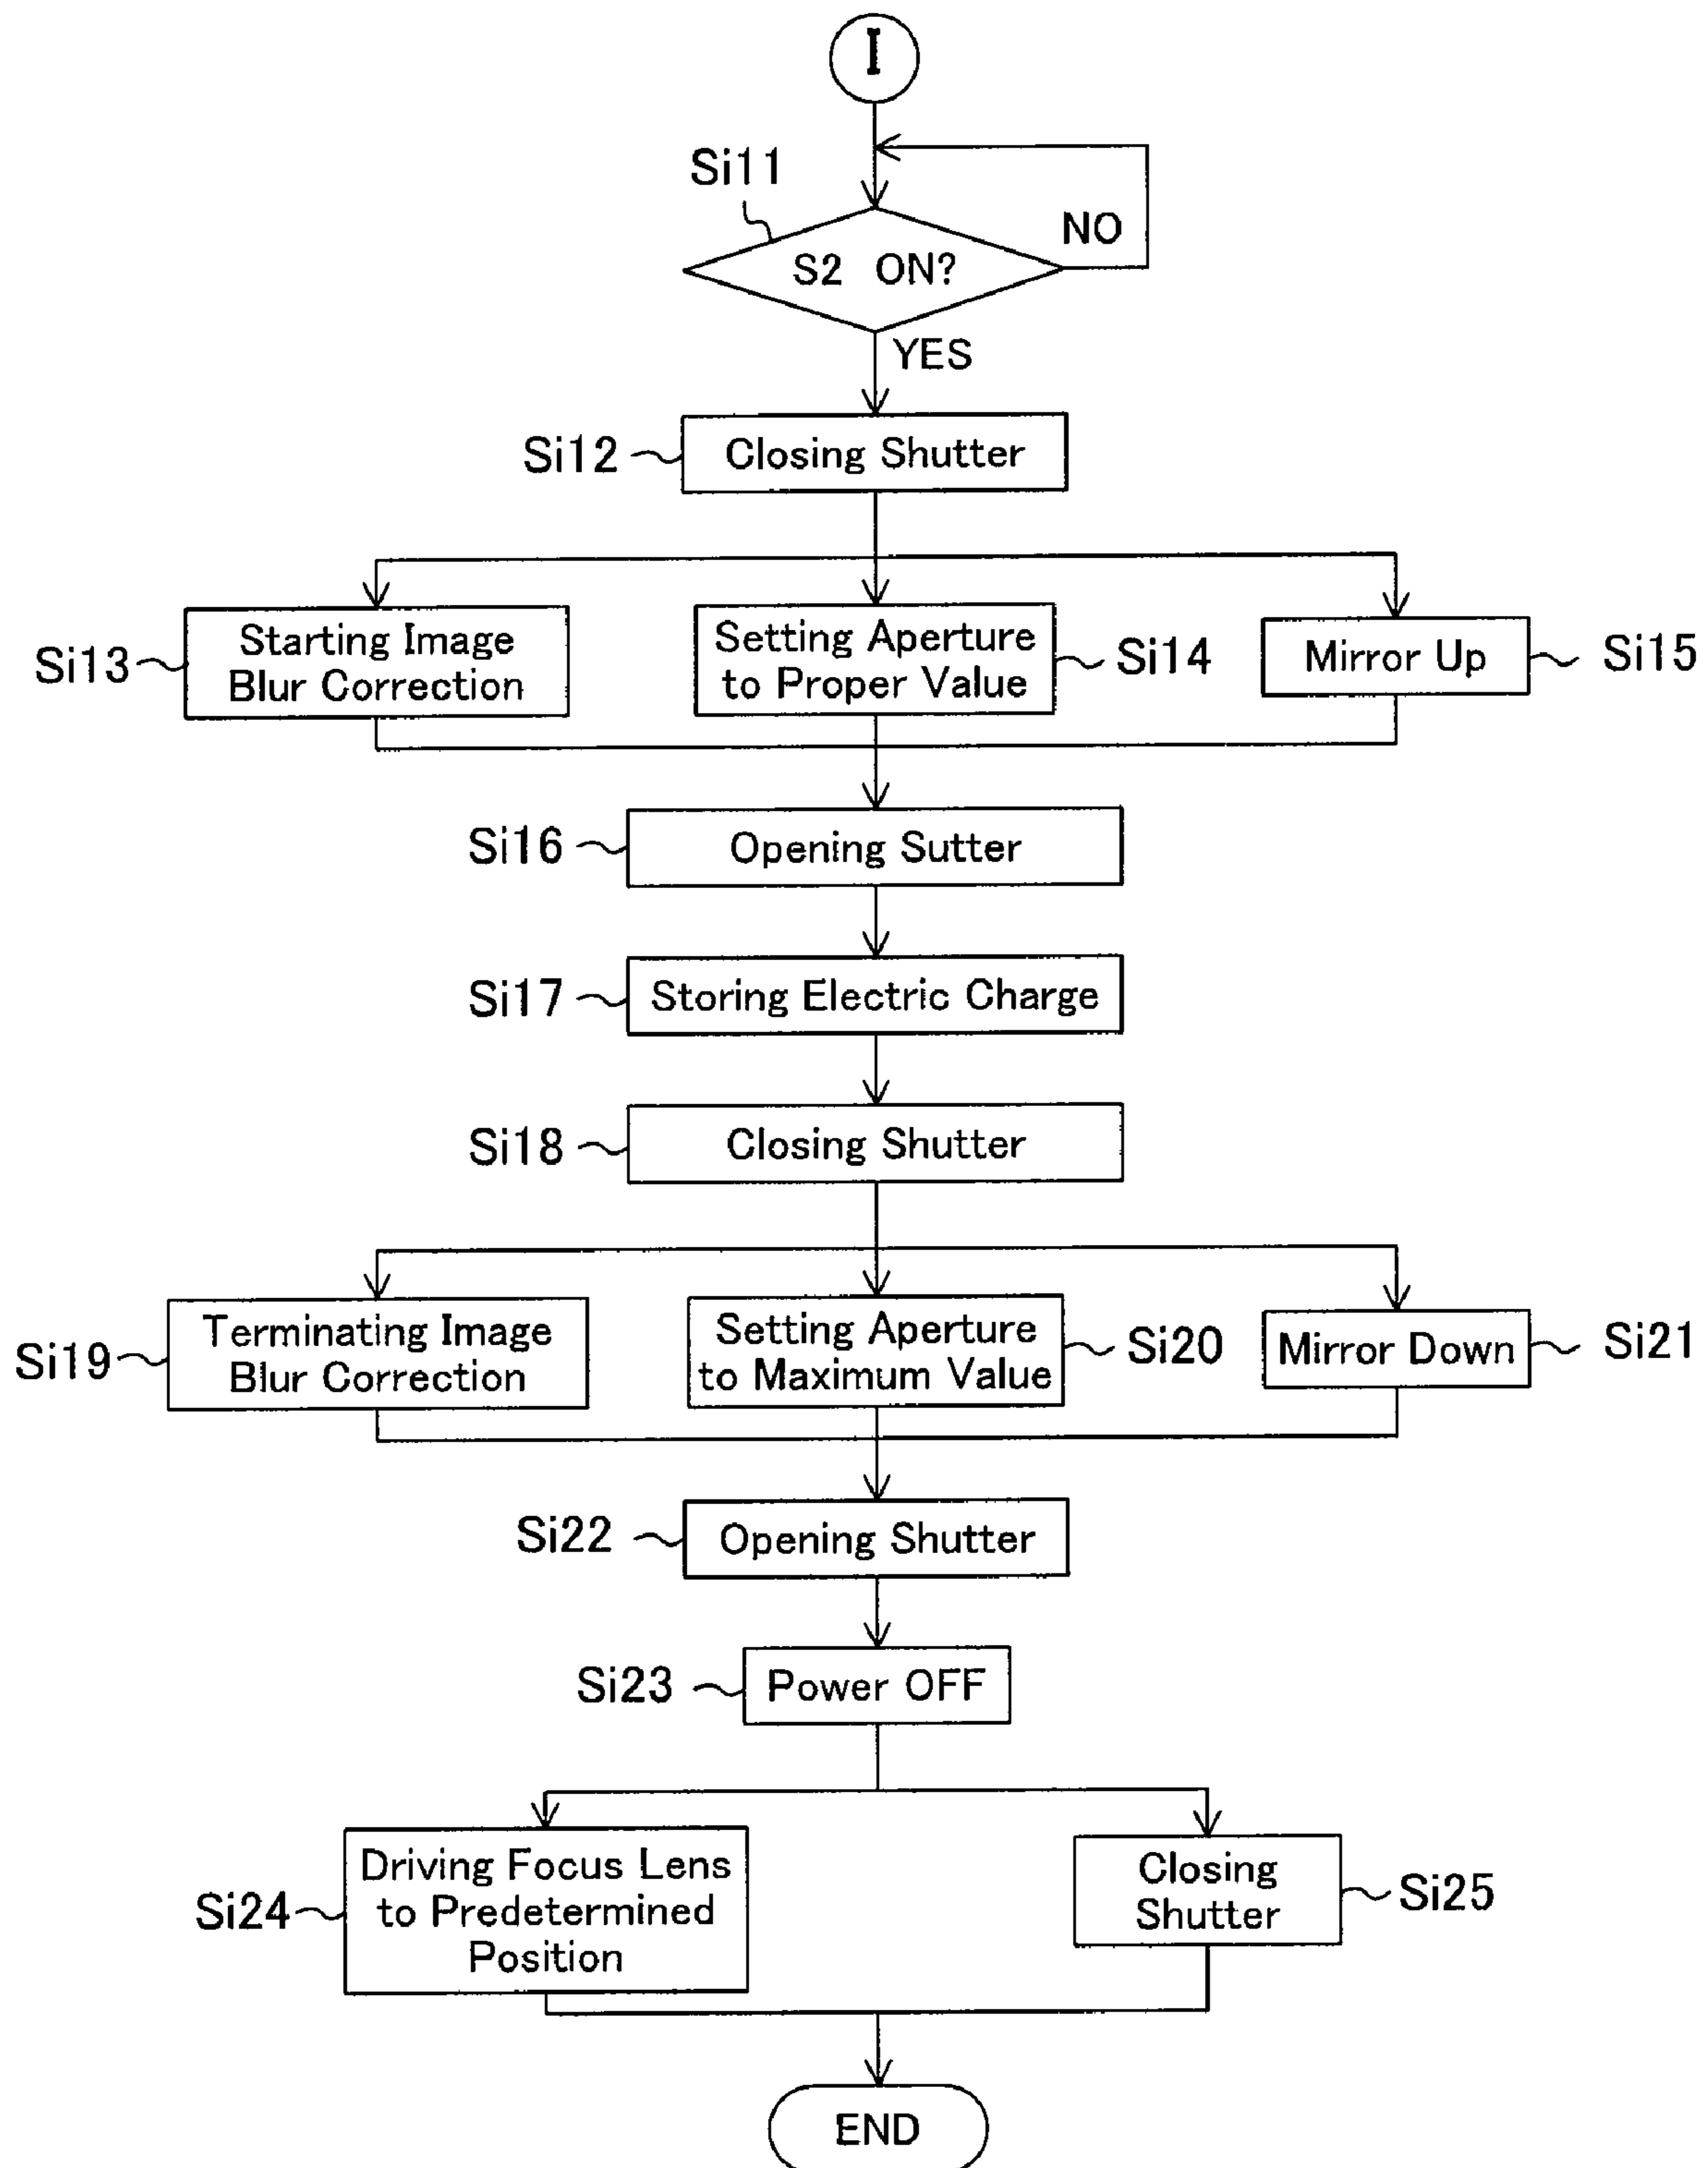 I
Si11
NO
S2 ON?
YES
Si12
Closing Shutter
Si13
Starting Image
Blur Correction
Setting Aperture
to Proper Value
Si14
Mirror Up
Si15
Si16
Opening Sutter
Si17
Storing Electric Charge
Si18
Closing Shutter
Si19
Terminating Image
Blur Correction
Setting Aperture
to Maximum Value
Si20
Mirror Down
Si21
Si22
Opening Shutter
Si23
Power OFF
Si24
Driving Focus Lens
to Predetermined
Position
Closing
Shutter
Si25
END